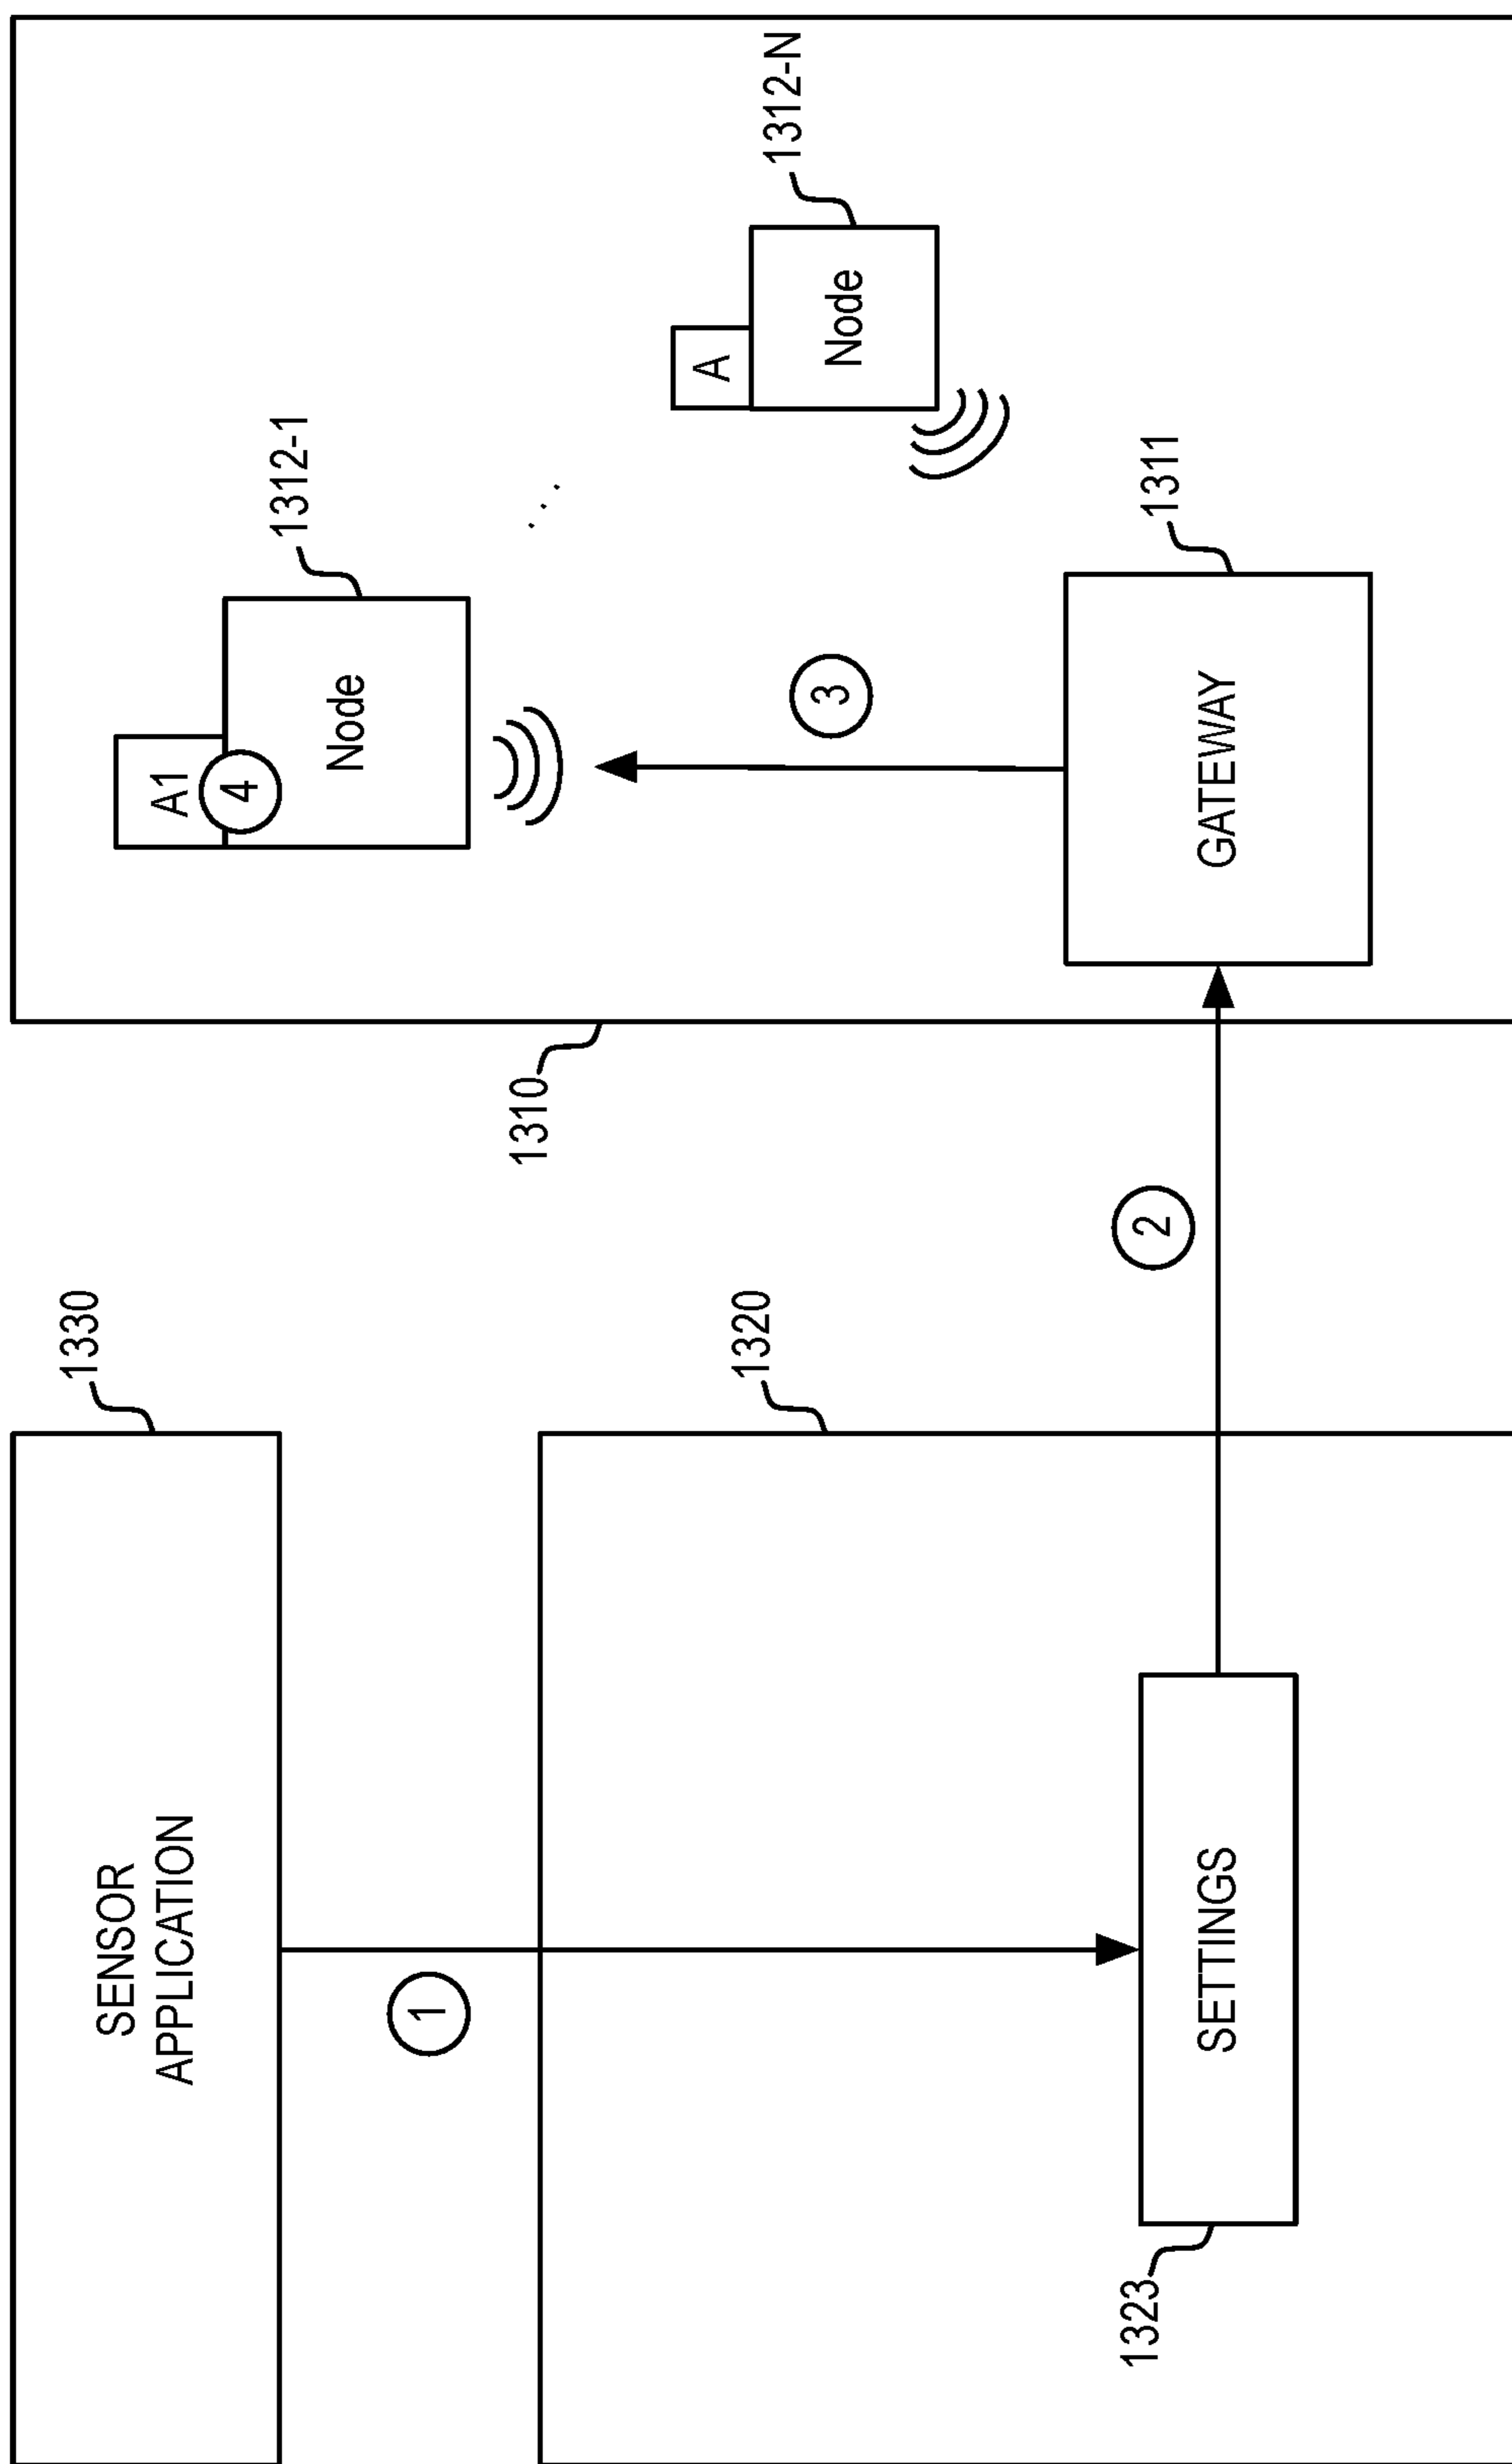 SENSOR
APPLICATION
1330
1
1320
SETTINGS
1323
2
1310
A1
4
Node
1312-1
. . .
A
Node
1312-N
3
GATEWAY
1311